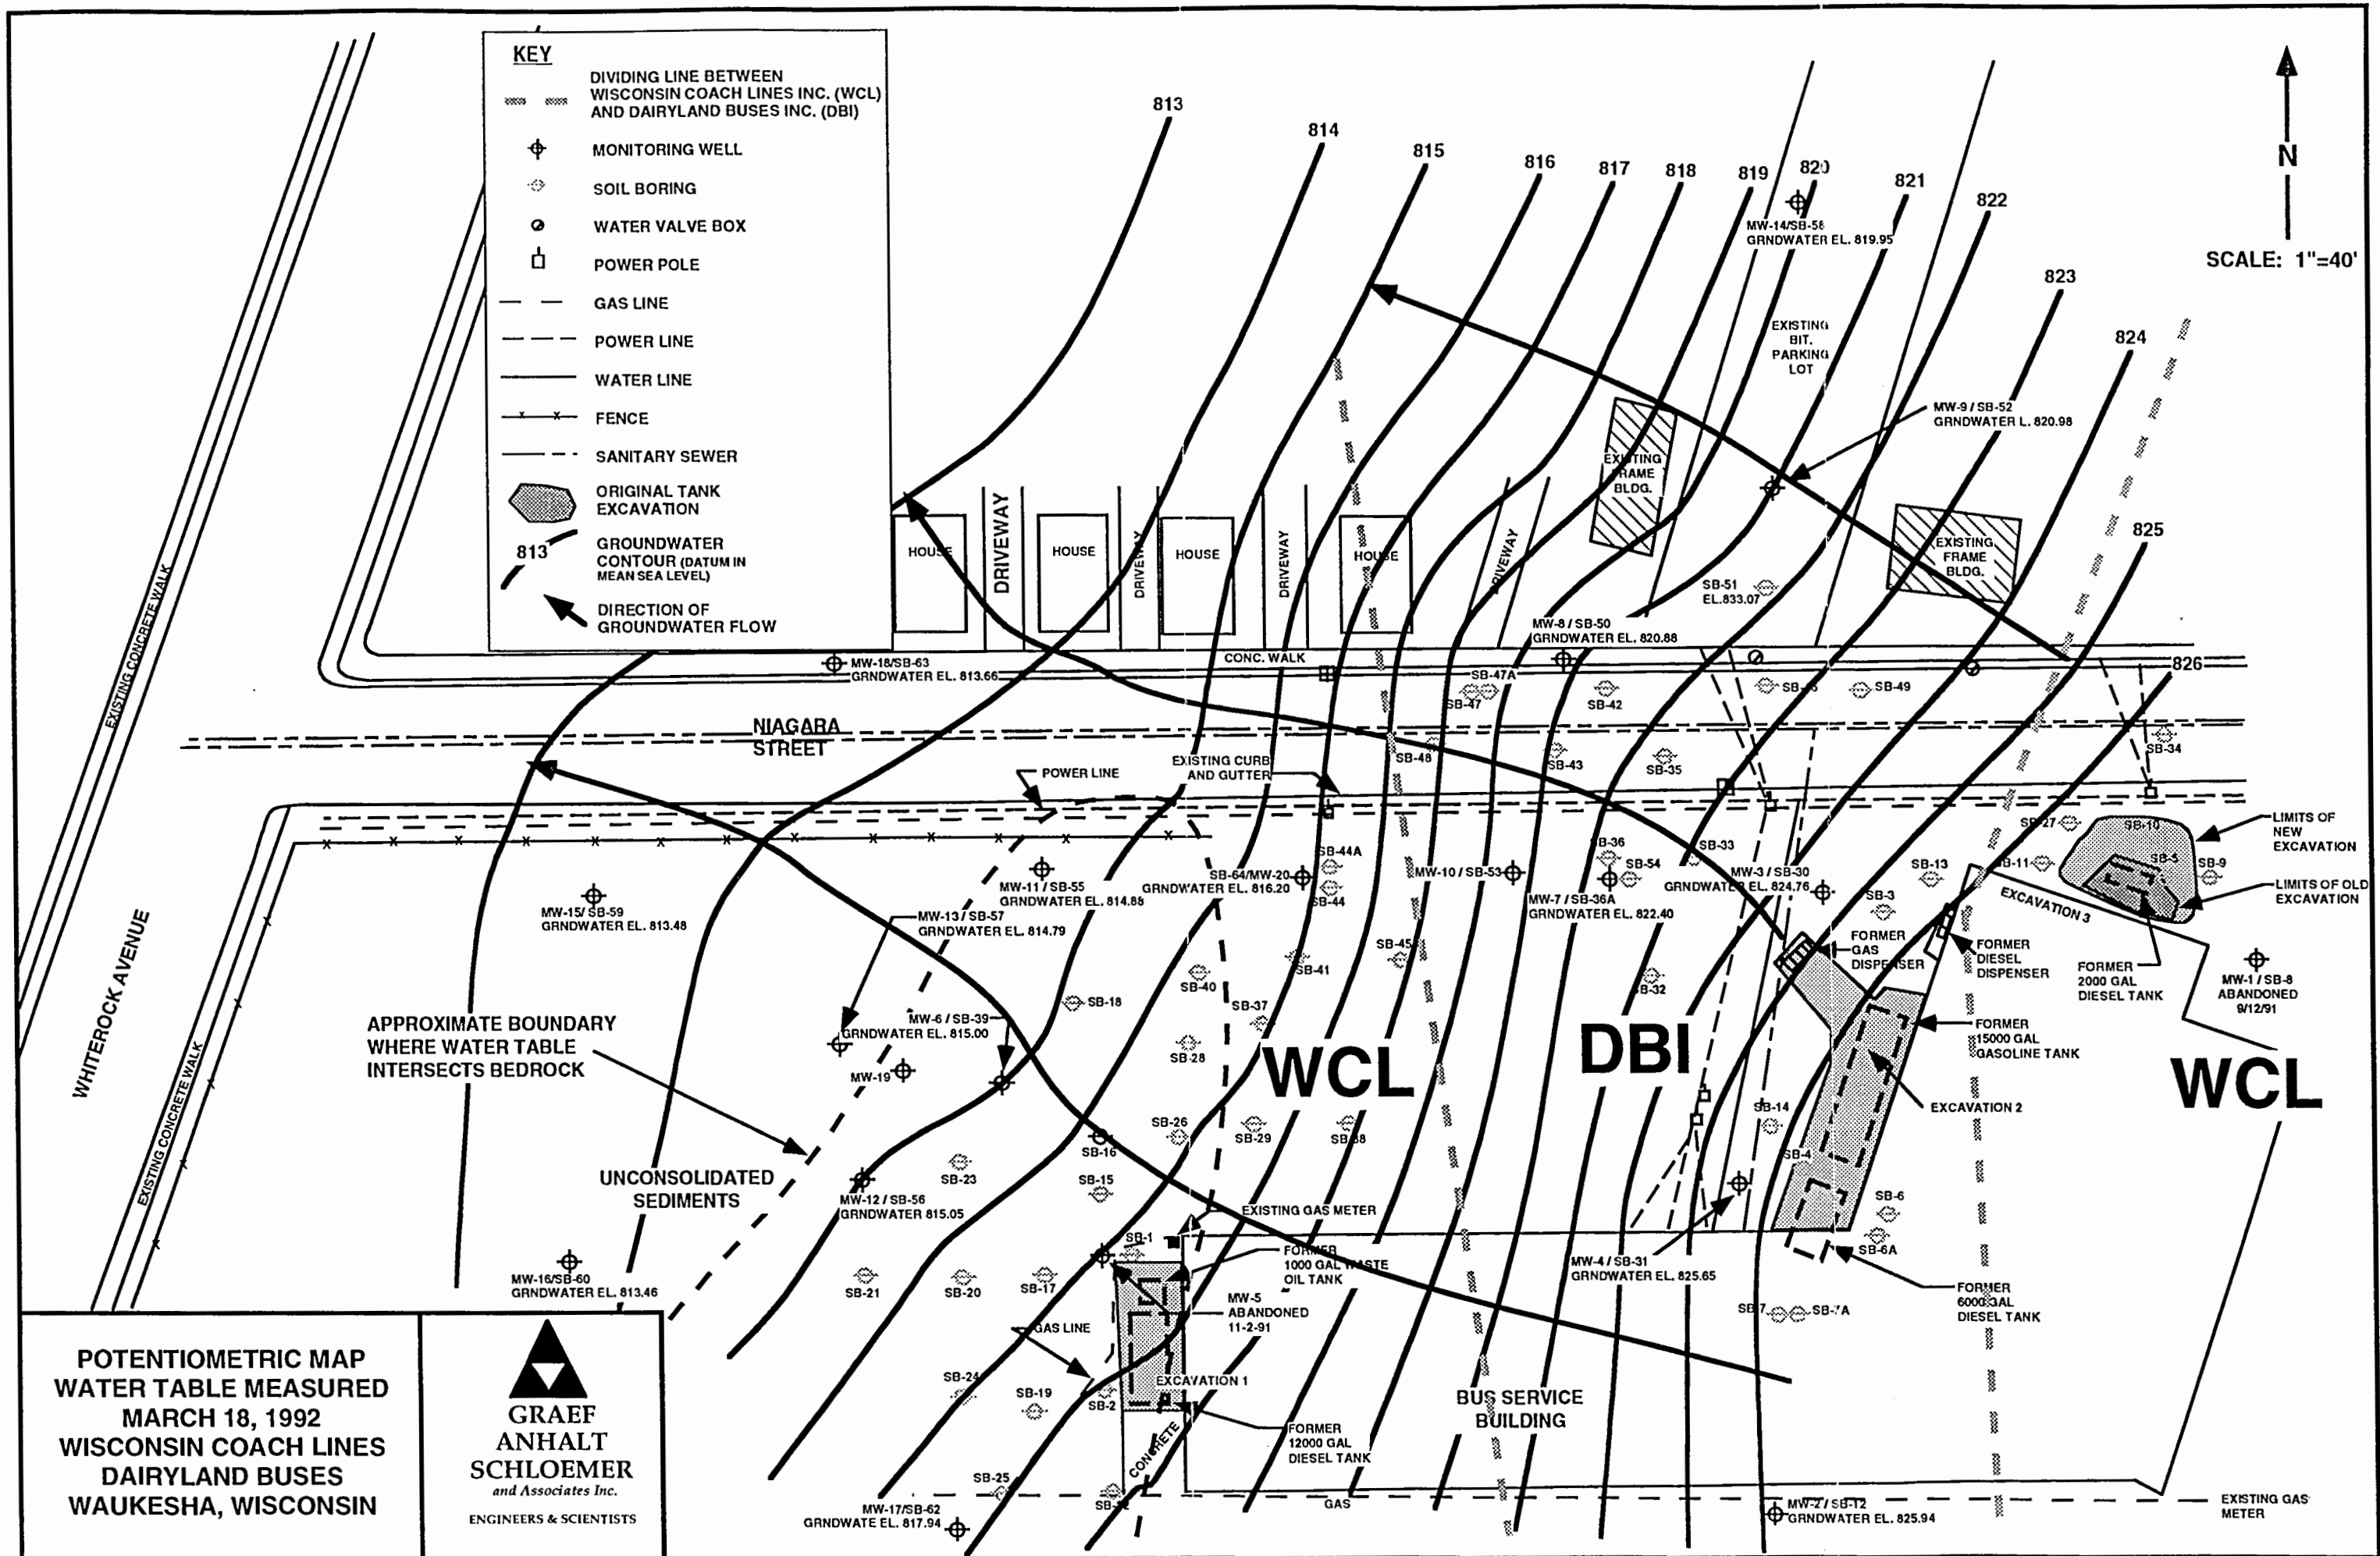 KEY
DIVIDING LINE BETWEEN
WISCONSIN COACH LINES INC. (WCL)
AND DAIRYLAND BUSES INC. (DBI)
MONITORING WELL
SOIL BORING
WATER VALVE BOX
POWER POLE
GAS LINE
POWER LINE
WATER LINE
FENCE
SANITARY SEWER
ORIGINAL TANK
EXCAVATION
813
GROUNDWATER
CONTOUR (DATUM IN
MEAN SEA LEVEL)
DIRECTION OF
GROUNDWATER FLOW
813
814
815
816
817
818
819
820
821
822
823
824
825
826
N
SCALE: 1"=40'
MW-14/SB-58
GRNDWATER EL. 819.95
EXISTING
BIT.
PARKING
LOT
MW-9 / SB-52
GRNDWATER L. 820.98
EXISTING
FRAME
BLDG.
EXISTING
FRAME
BLDG.
HOUSE
DRIVEWAY
HOUSE
DRIVEWAY
HOUSE
DRIVEWAY
HOUSE
RIVEWAY
SB-51
EL.833.07
MW-8 / SB-50
GRNDWATER EL. 820.88
CONC. WALK
MW-18/SB-63
GRNDWATER EL. 813.66
SB-47A
SB-47
SB-42
SB-49
EXISTING CONCRETE WALK
NIAGARA
STREET
POWER LINE
EXISTING CURB
AND GUTTER
SB-48
SB-43
SB-35
SB-34
SB-27
SB-10
LIMITS OF
NEW
EXCAVATION
SB-44A
SB-36
SB-54
SB-33
SB-13
SB-11
SB-5
SB-9
MW-11 / SB-55
GRNDWATER EL. 814.88
SB-64/MW-20
GRNDWATER EL. 816.20
SB-44
MW-10 / SB-53
MW-7 / SB-36A
GRNDWATER EL. 822.40
MW-3 / SB-30
GRNDWATER EL. 824.76
SB-3
LIMITS OF OLD
EXCAVATION
EXCAVATION 3
MW-15/ SB-59
GRNDWATER EL. 813.48
MW-13 / SB-57
GRNDWATER EL. 814.79
SB-45
SB-41
SB-40
SB-32
FORMER
GAS
DISPENSER
FORMER
DIESEL
DISPENSER
FORMER
2000 GAL
DIESEL TANK
MW-1 / SB-8
ABANDONED
9/12/91
WHITEROCK AVENUE
SB-18
SB-37
MW-6 / SB-39
GRNDWATER EL. 815.00
APPROXIMATE BOUNDARY
WHERE WATER TABLE
INTERSECTS BEDROCK
SB-28
MW-19
WCL
DBI
WCL
FORMER
15000 GAL
GASOLINE TANK
EXCAVATION 2
EXISTING CONCRETE WALK
SB-26
SB-29
SB-38
SB-14
SB-16
SB-4
UNCONSOLIDATED
SEDIMENTS
SB-23
SB-15
MW-12 / SB-56
GRNDWATER 815.05
EXISTING GAS METER
SB-6
SB-6A
SB-1
FORMER
1000 GAL WASTE
OIL TANK
MW-4 / SB-31
GRNDWATER EL. 825.65
MW-16/SB-60
GRNDWATER EL. 813.46
SB-21
SB-20
SB-17
MW-5
ABANDONED
11-2-91
SB-7
SB-7A
FORMER
6000 GAL
DIESEL TANK
GAS LINE
SB-24
SB-19
SB-2
EXCAVATION 1
BUS SERVICE
BUILDING
FORMER
12000 GAL
DIESEL TANK
CONCRETE
SB-25
GAS
MW-17/SB-62
GRNDWATE EL. 817.94
MW-2 / SB-12
GRNDWATER EL. 825.94
EXISTING GAS
METER
POTENTIOMETRIC MAP
WATER TABLE MEASURED
MARCH 18, 1992
WISCONSIN COACH LINES
DAIRYLAND BUSES
WAUKESHA, WISCONSIN
GRAEF
ANHALT
SCHLOEMER
and Associates Inc.
ENGINEERS & SCIENTISTS